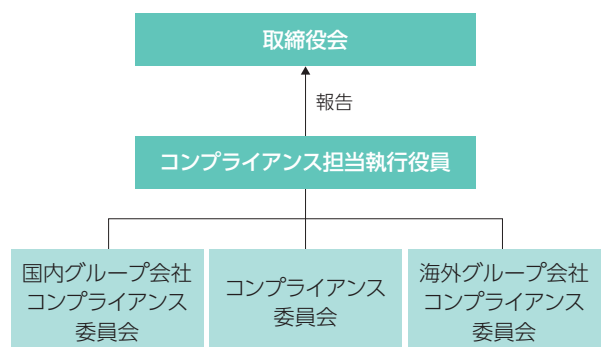 取締役会
報告
コンプライアンス担当執行役員
国内グループ会社
コンプライアンス
委員会
コンプライアンス
委員会
海外グループ会社
コンプライアンス
委員会